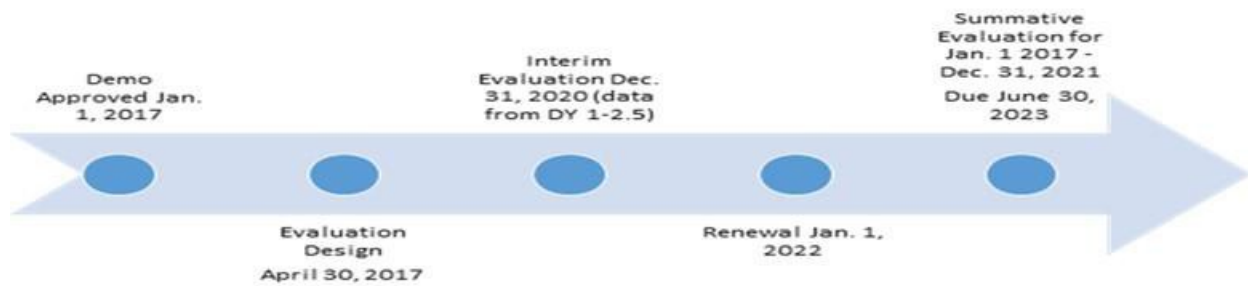 Demo
Approved Jan.
1, 2017
Evaluation
Design
April 30, 2017
Interim
Evaluation Dec.
31, 2020 (data
from DY 1-2.5)
Renewal Jan. 1,
2022
Summative
Evaluation for
Jan. 1 2017 -
Dec. 31, 2021
Due June 30,
2023